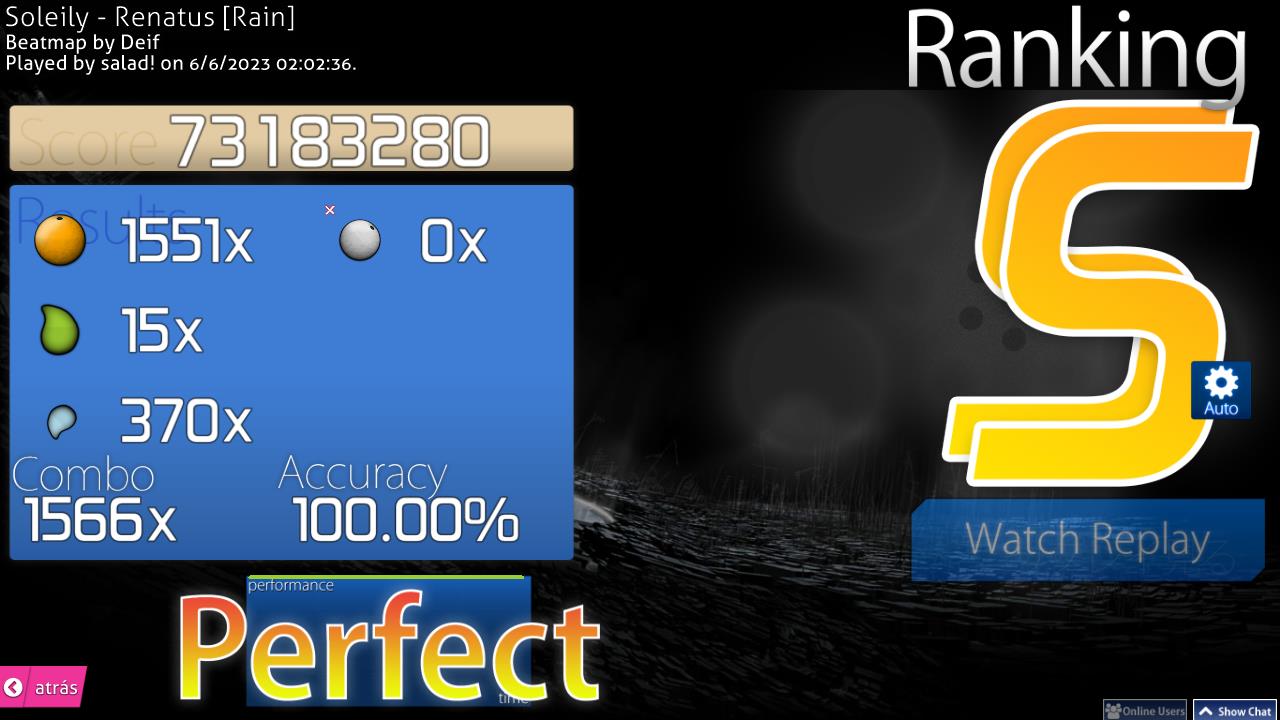 Soleily - Renatus [Rain]
Beatmap by Deif
Played by salad! on 6/6/2023 02:02:36.
Ranking
Score 73183280
Results
1551x 0x
15x
370x
Combo Accuracy
1566x 100.00%
SS
Auto
Watch Replay
performance
Perfect
time
atrás
Online Users Show Chat